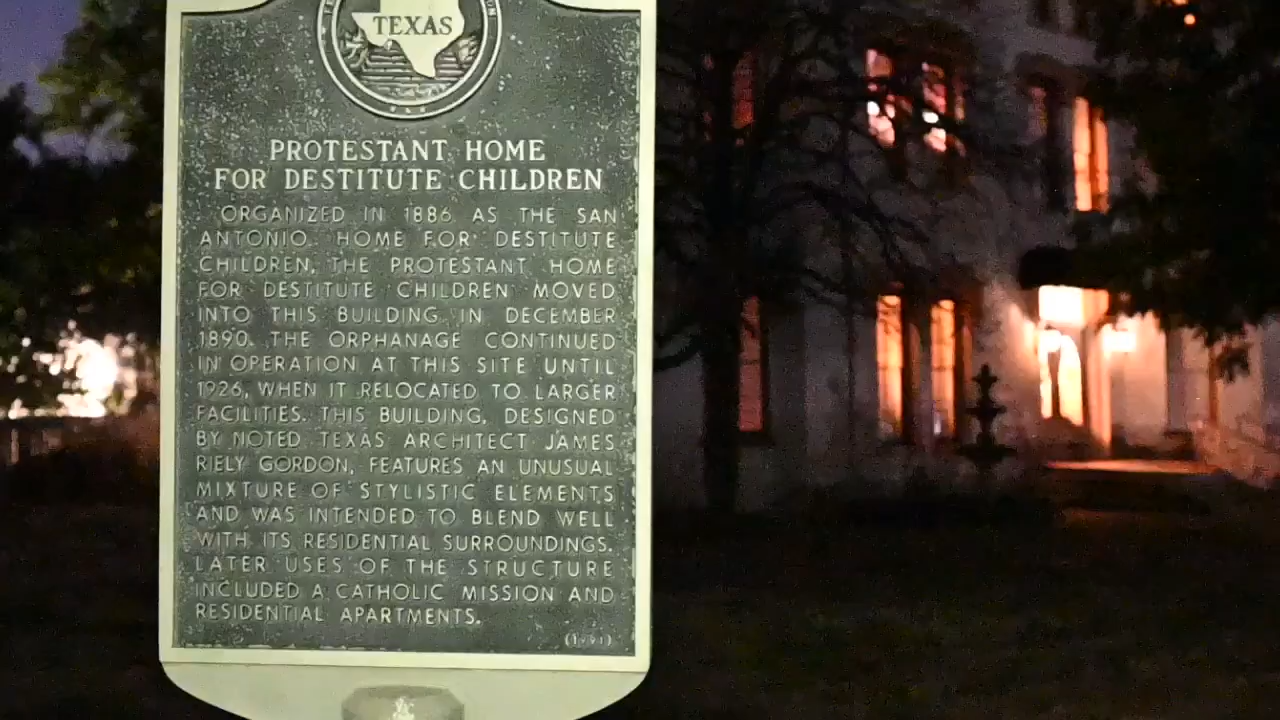 TEXAS
PROTESTANT HOME
FOR DESTITUTE CHILDREN
ORGANIZED IN 1886 AS THE SAN
ANTONIO HOME FOR DESTITUTE
CHILDREN, THE PROTESTANT HOME
FOR DESTITUTE CHILDREN MOVED
INTO THIS BUILDING IN DECEMBER
1890. THE ORPHANAGE CONTINUED
IN OPERATION AT THIS SITE UNTIL
1926, WHEN IT RELOCATED TO LARGER
FACILITIES. THIS BUILDING, DESIGNED
BY NOTED TEXAS ARCHITECT JAMES
RIELY GORDON, FEATURES AN UNUSUAL
MIXTURE OF STYLISTIC ELEMENTS
AND WAS INTENDED TO BLEND WELL
WITH ITS RESIDENTIAL SURROUNDINGS.
LATER USES OF THE STRUCTURE
INCLUDED A CATHOLIC MISSION AND
RESIDENTIAL APARTMENTS.